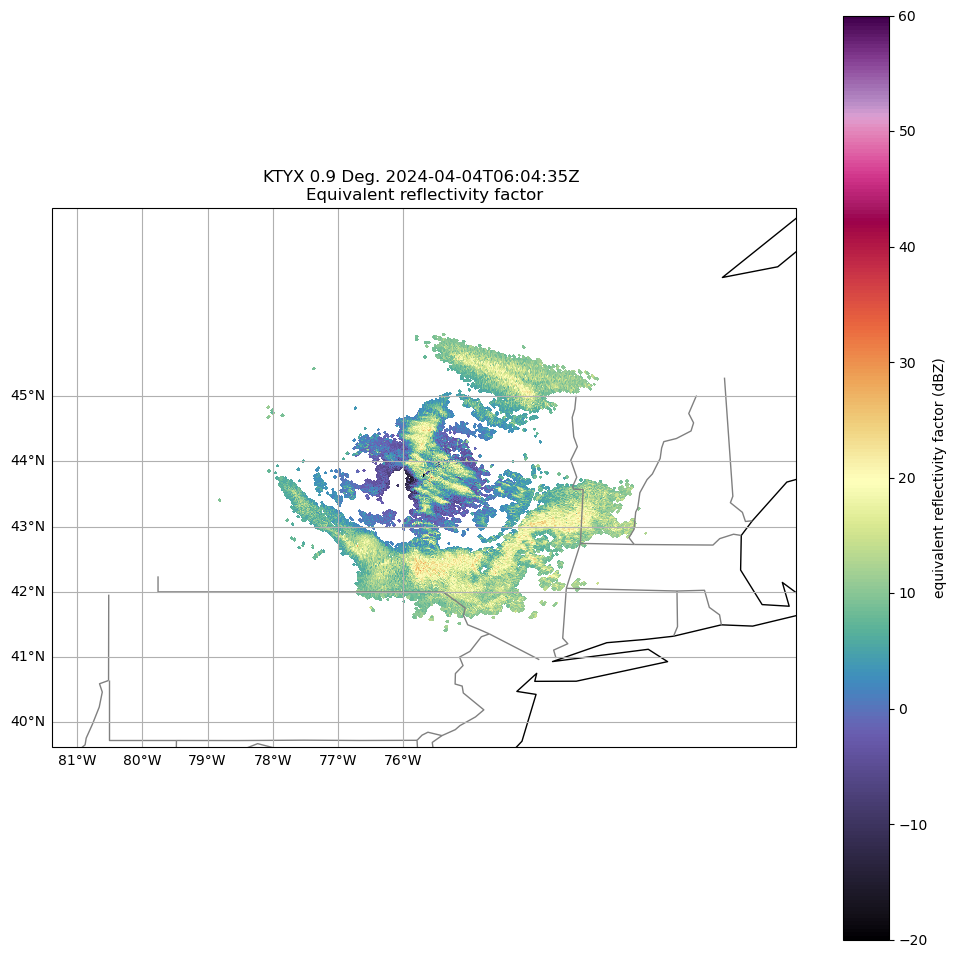 KTYX 0.9 Deg. 2024-04-04T06:04:35Z
Equivalent reflectivity factor
45°N
44°N
43°N
42°N
41°N
40°N
81°W 80°W 79°W 78°W 77°W 76°W
60
50
40
30
20
10
0
−10
−20
equivalent reflectivity factor (dBZ)